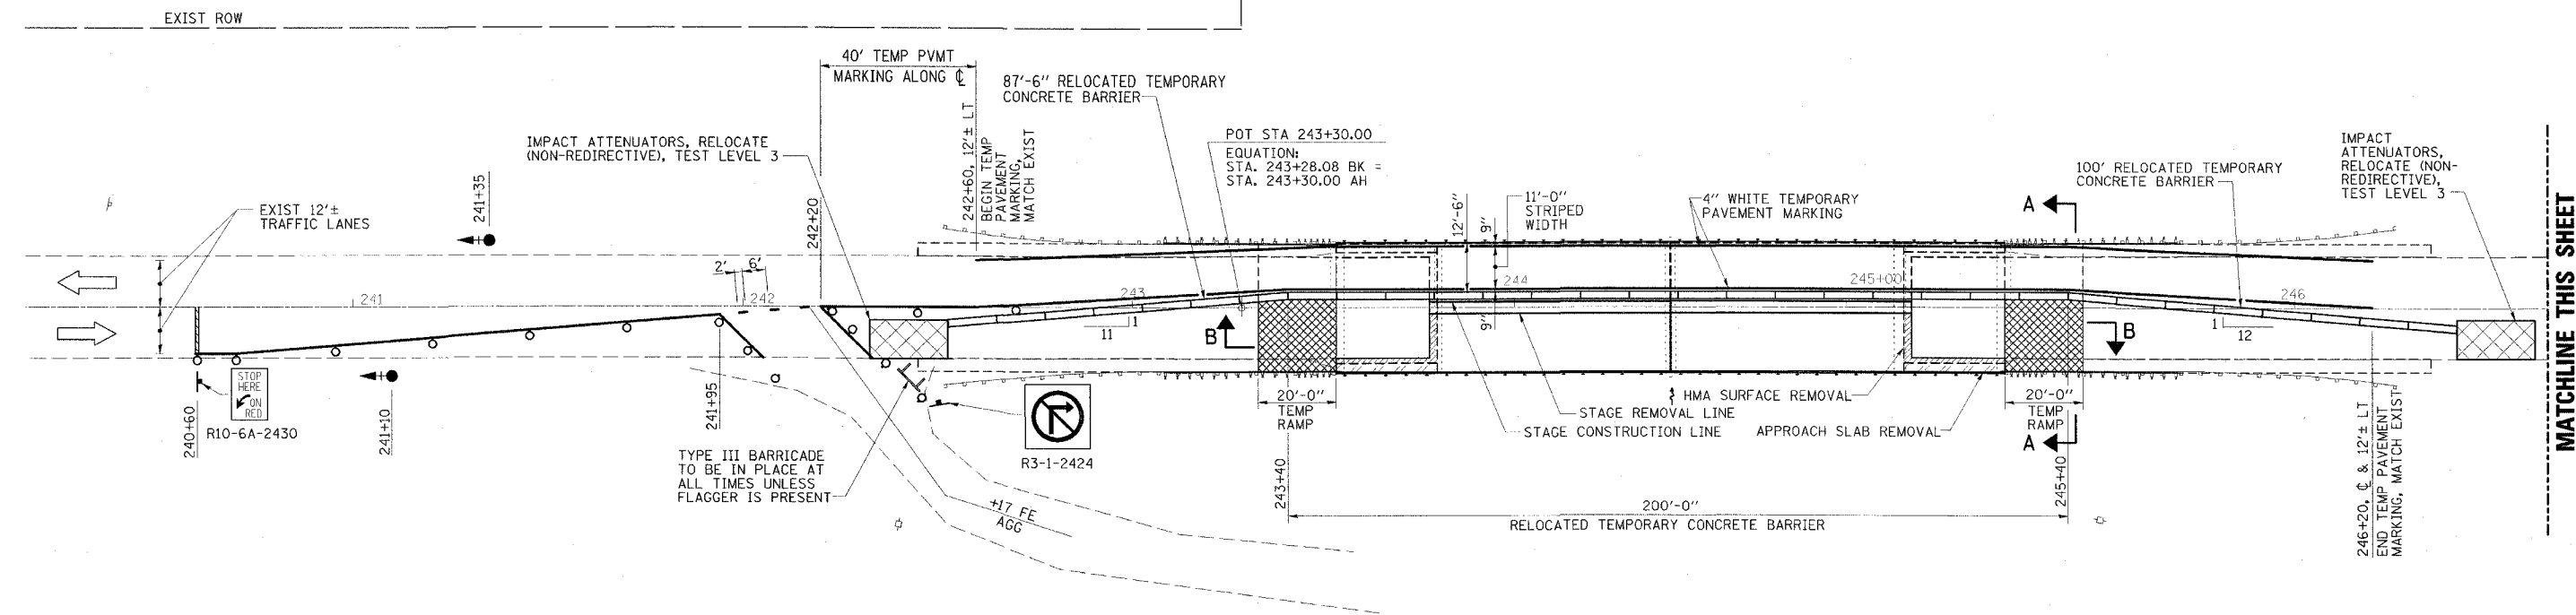 EXIST ROW
40' TEMP PVMT
MARKING ALONG ℄
87'-6" RELOCATED TEMPORARY
CONCRETE BARRIER
IMPACT ATTENUATORS, RELOCATE
(NON-REDIRECTIVE), TEST LEVEL 3
242+60, 12'± LT
BEGIN TEMP
PAVEMENT
MARKING,
MATCH EXIST
POT STA 243+30.00
EQUATION:
STA. 243+28.08 BK =
STA. 243+30.00 AH
IMPACT
ATTENUATORS,
RELOCATE (NON-
REDIRECTIVE),
TEST LEVEL 3
100' RELOCATED TEMPORARY
CONCRETE BARRIER
MATCHLINE THIS SHEET
EXIST 12'±
TRAFFIC LANES
241+35
242+20
12'-6"
9"
11'-0"
STRIPED
WIDTH
4" WHITE TEMPORARY
PAVEMENT MARKING
A
2'
6'
241
242
243
244
245+00
246
9"
1
11
B
B
1
12
STOP
HERE
ON
RED
R10-6A-2430
240+60
241+10
241+95
TYPE III BARRICADE
TO BE IN PLACE AT
ALL TIMES UNLESS
FLAGGER IS PRESENT
R3-1-2424
20'-0"
TEMP
RAMP
HMA SURFACE REMOVAL
STAGE REMOVAL LINE
STAGE CONSTRUCTION LINE
APPROACH SLAB REMOVAL
20'-0"
TEMP
RAMP
A
+17 FE
AGG
243+40
245+40
200'-0"
RELOCATED TEMPORARY CONCRETE BARRIER
246+20, ℄ & 12'± LT
END TEMP PAVEMENT
MARKING, MATCH EXIST